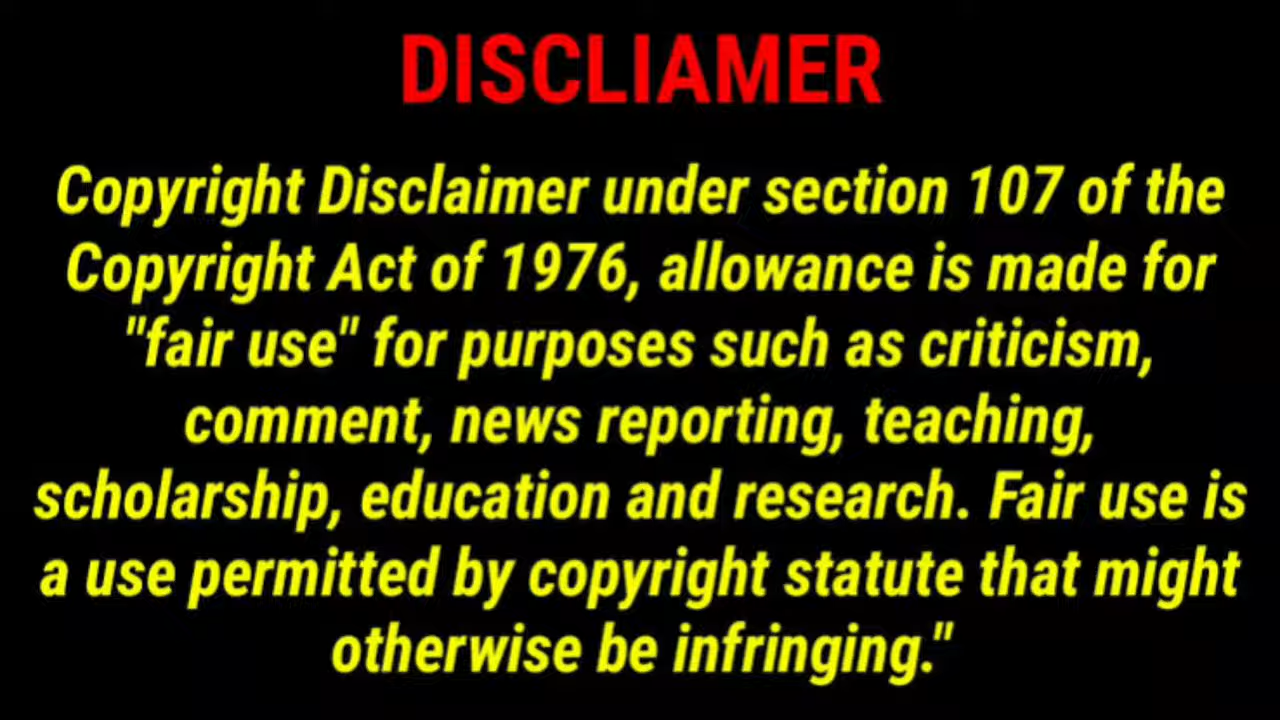 DISCLIAMER
Copyright Disclaimer under section 107 of the
Copyright Act of 1976, allowance is made for
"fair use" for purposes such as criticism,
comment, news reporting, teaching,
scholarship, education and research. Fair use is
a use permitted by copyright statute that might
otherwise be infringing."